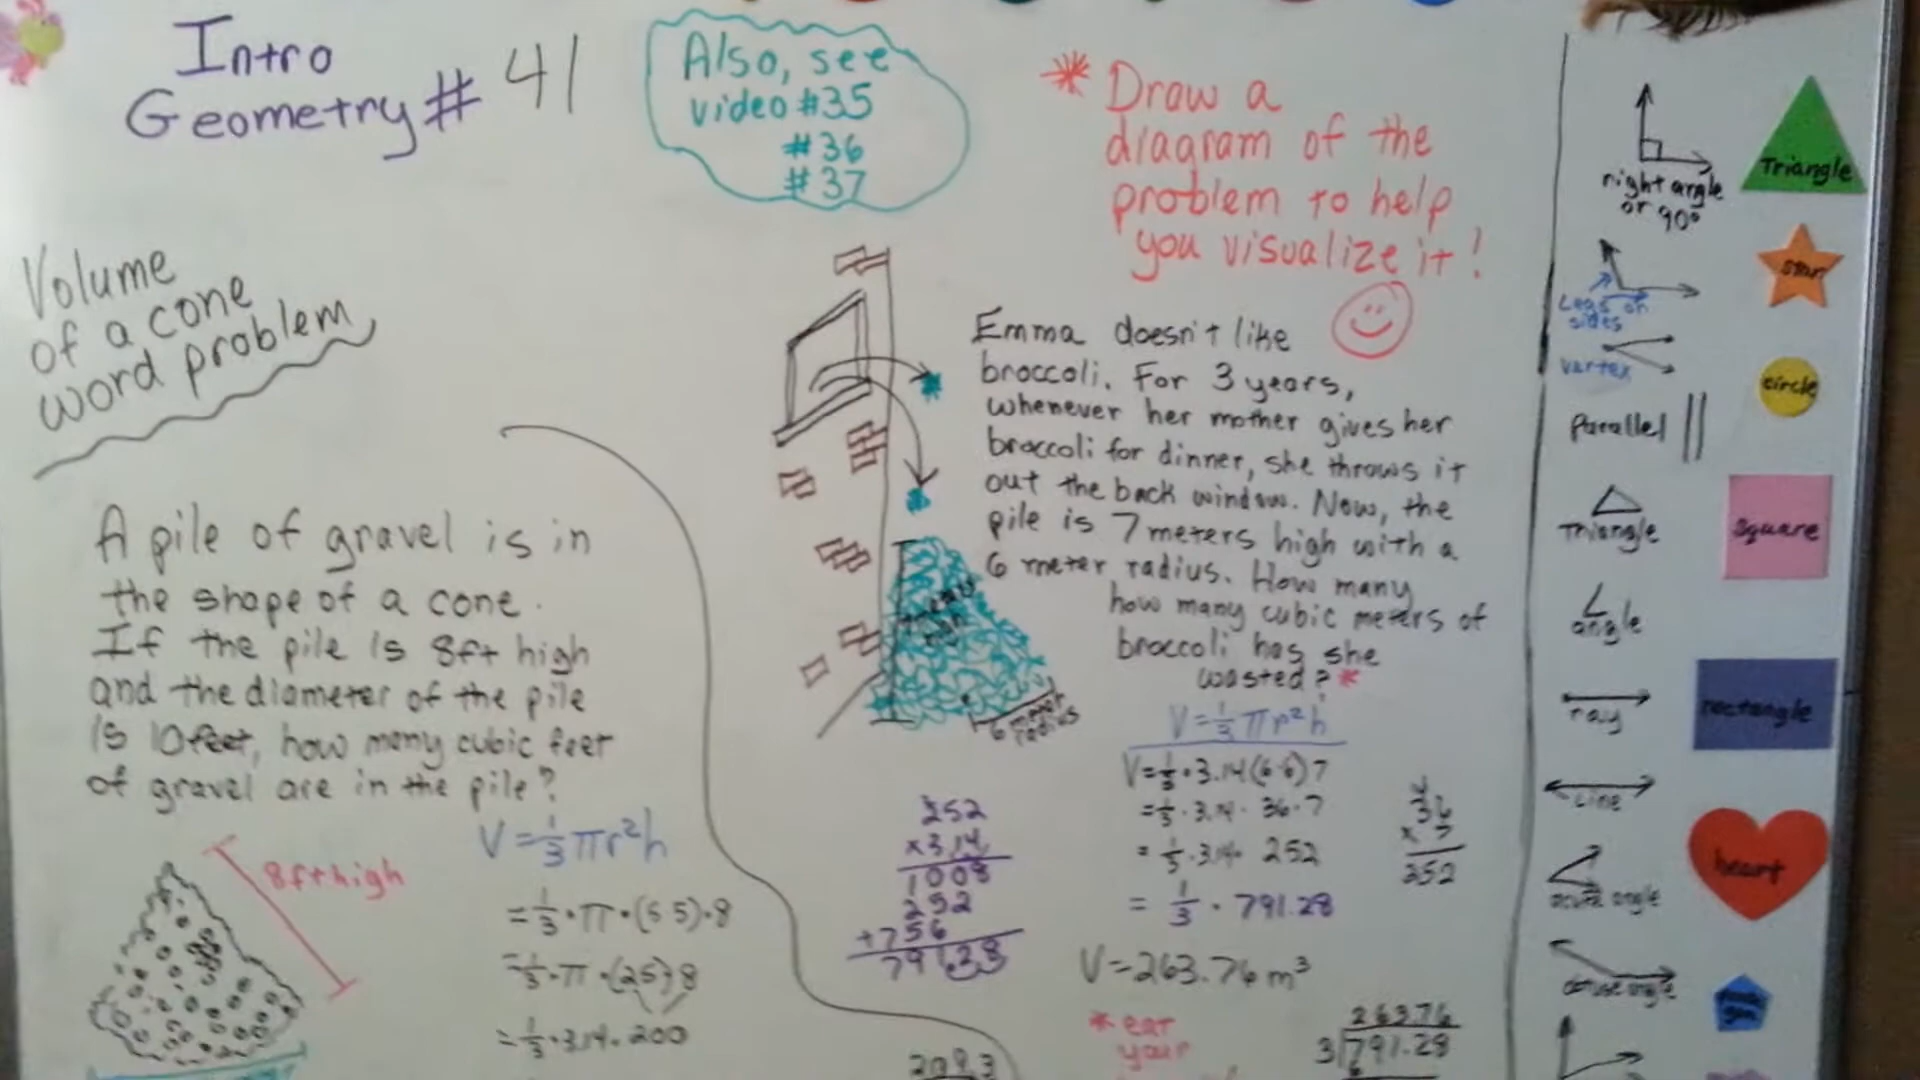 Intro
Geometry # 41
Also, see
video #35
#36
#37
* Draw a
diagram of the
problem to help
you visualize it!
Volume
of a cone
word problem
A pile of gravel is in
the shape of a cone.
If the pile is 8ft high
and the diameter of the pile
is 10 feet, how many cubic feet
of gravel are in the pile?
8ft high
V = 1/3 πr²h
= 1/3 • π • (5 5) • 8
= 1/3 • π • (25) 8
= 1/3 • 3.14 • 200
Emma doesn't like
broccoli. For 3 years,
whenever her mother gives her
broccoli for dinner, she throws it
out the back window. Now, the
pile is 7 meters high with a
6 meter radius. How many
how many cubic meters of
broccoli has she
wasted? *
6 meter
radius
V = 1/3 πr²h
V = 1/3 • 3.14 (6·6) 7
= 1/3 · 3.14 · 36 · 7
= 1/3 · 3.14 · 252
= 1/3 · 791.28
V = 263.76 m³
36
x 7
252
252
x 3.14
1008
252
+756
791.28
* eat
your
263.76
3)791.28
209.3
right angle
or 90°
Legs or
sides
vertex
Parallel
Triangle
angle
ray
Line
acute angle
obtuse angle
Triangle
star
circle
square
rectangle
heart